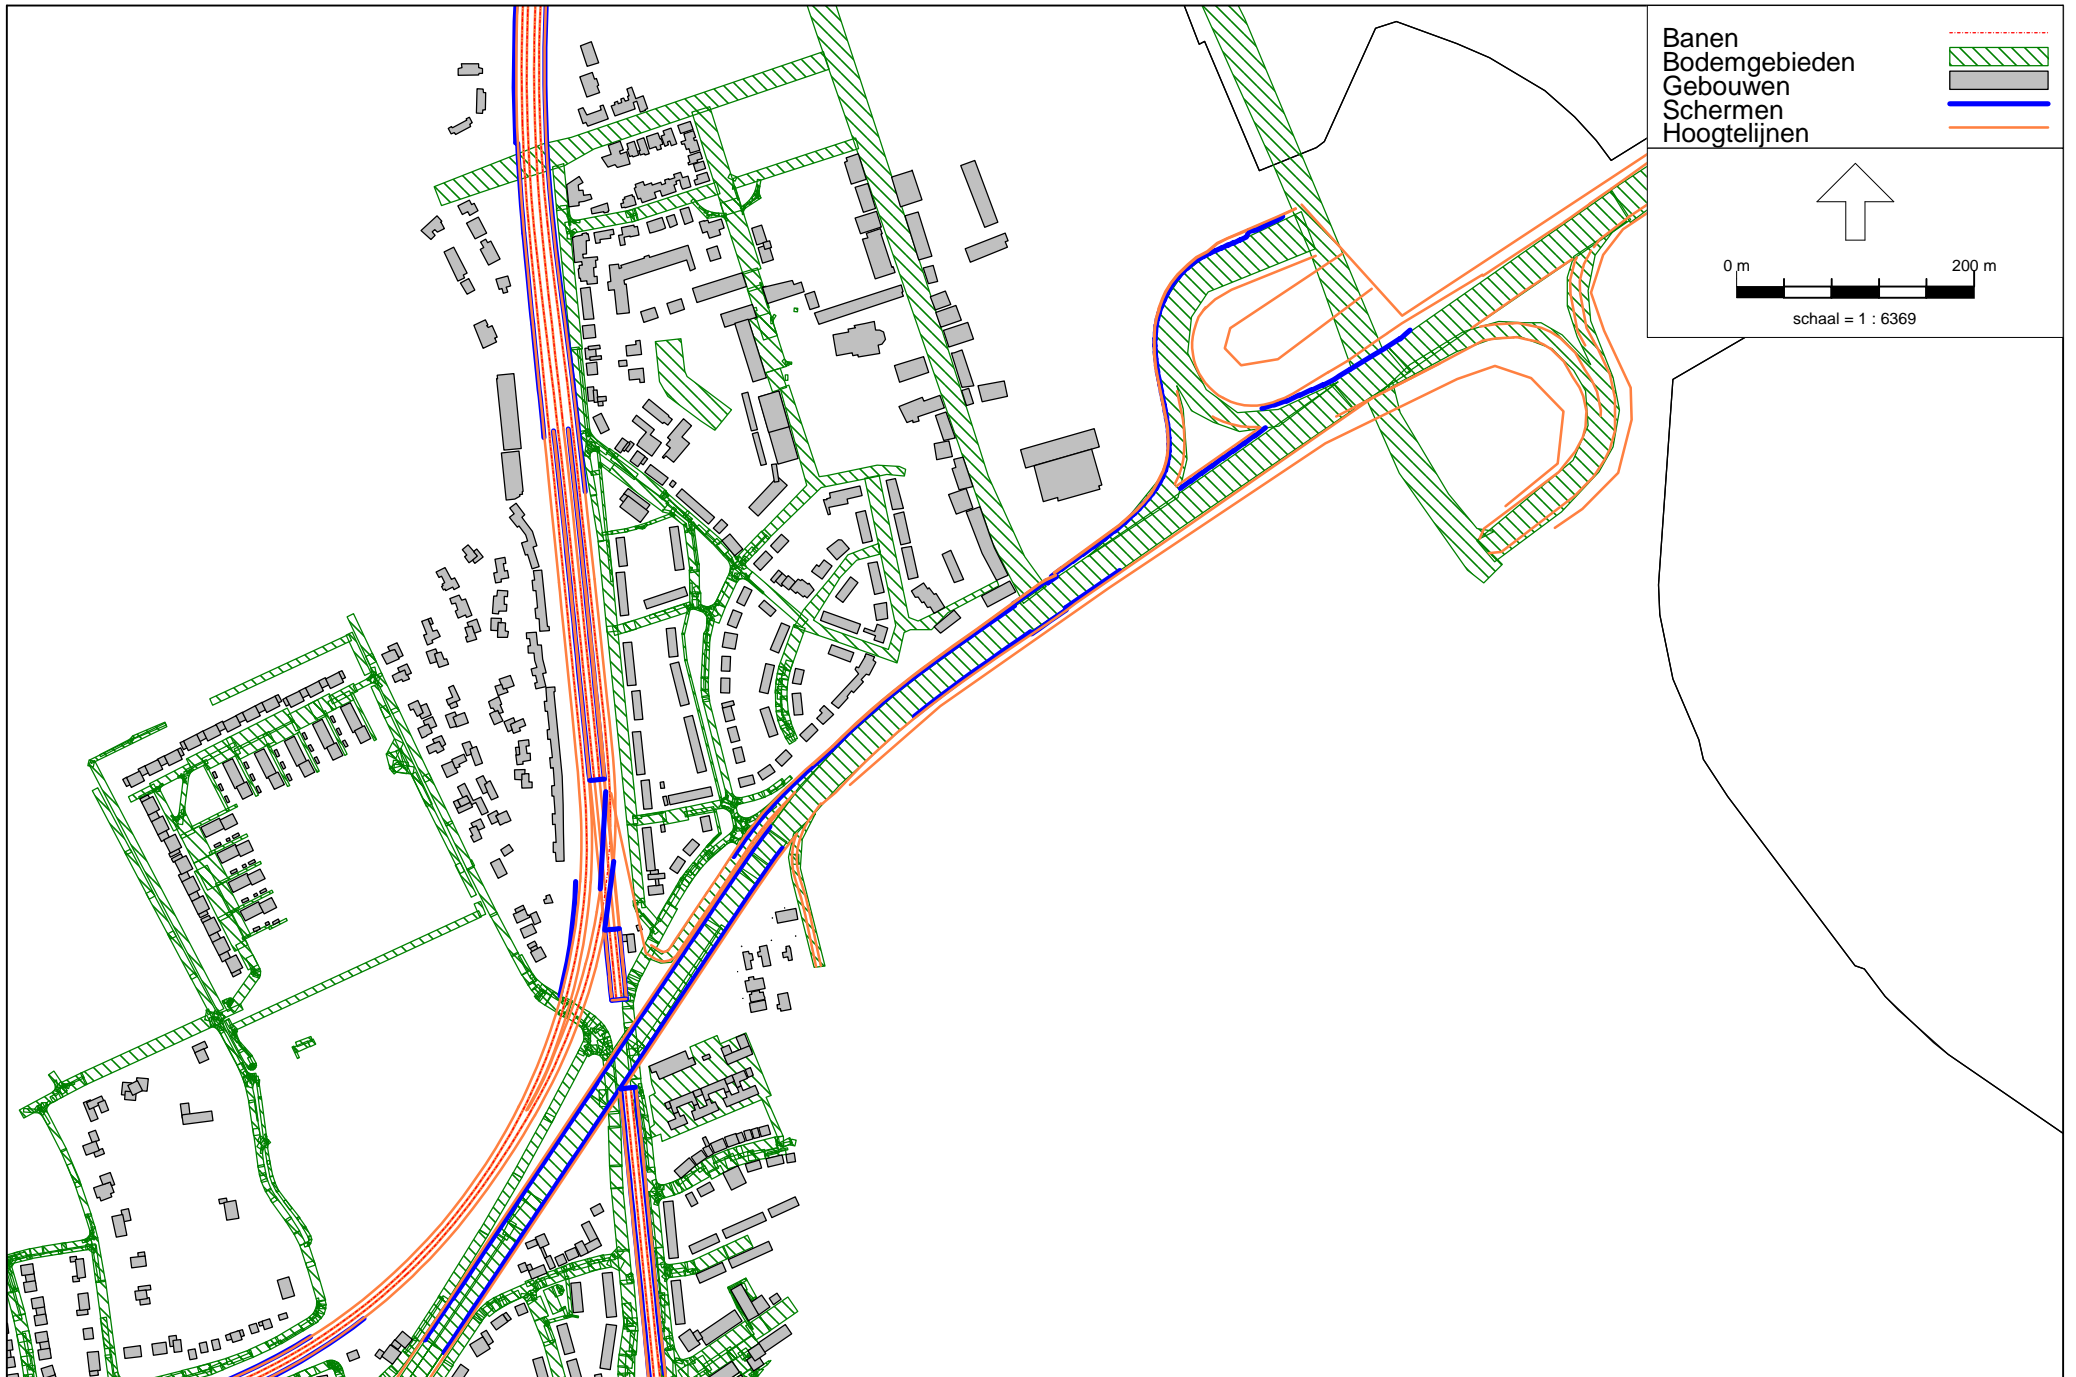 Banen
Bodemgebieden
Gebouwen
Schermen
Hoogtelijnen
0 m 200 m
schaal = 1 : 6369